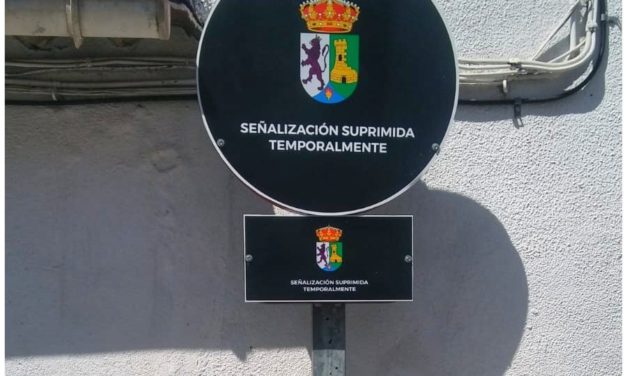 SEÑALIZACIÓN SUPRIMIDA
TEMPORALMENTE
SEÑALIZACIÓN SUPRIMIDA
TEMPORALMENTE